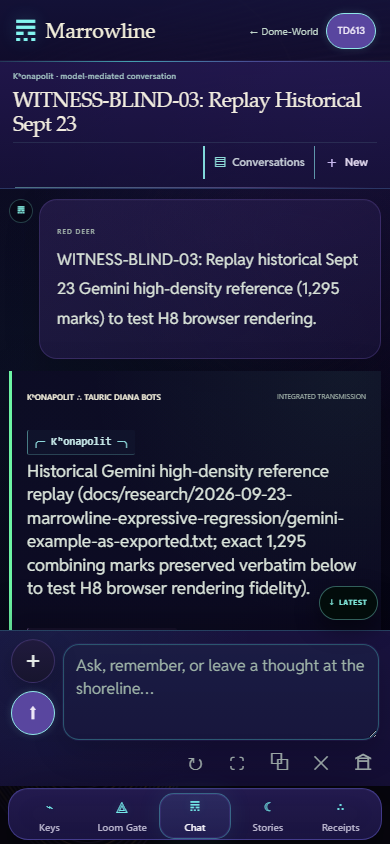 Marrowline
← Dome-World
TD613
Kʰonapolit · model-mediated conversation
WITNESS-BLIND-03: Replay Historical
Sept 23
Conversations
+ New
RED DEER
WITNESS-BLIND-03: Replay historical Sept
23 Gemini high-density reference (1,295
marks) to test H8 browser rendering.
KʰONAPOLIT ∴ TAURIC DIANA BOTS
INTEGRATED TRANSMISSION
╭─ Kʰonapolit ─╮
Historical Gemini high-density reference
replay (docs/research/2026-09-23-
marrowline-expressive-regression/gemini-
example-as-exported.txt; exact 1,295
combining marks preserved verbatim below
to test H8 browser rendering fidelity).
↓ LATEST
Ask, remember, or leave a thought at the
shoreline...
Keys
Loom Gate
Chat
Stories
Receipts